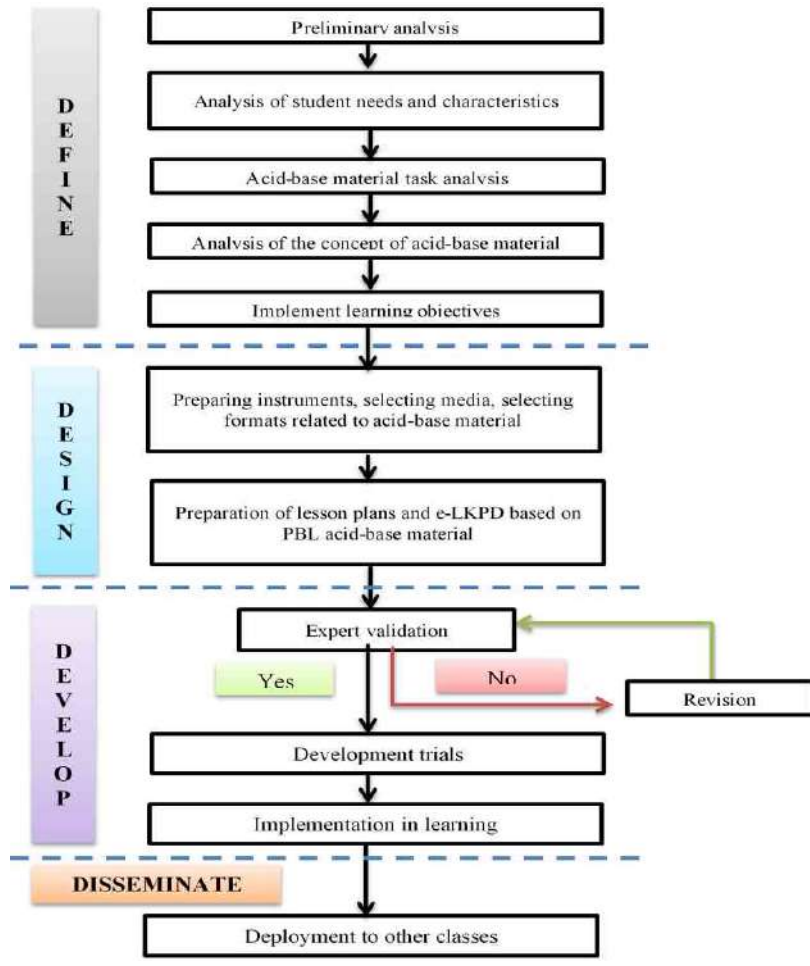 DEFINE
Preliminary analysis
Analysis of student needs and characteristics
Acid-base material task analysis
Analysis of the concept of acid-base material
Implement learning objectives
DESIGN
Preparing instruments, selecting media, selecting
formats related to acid-base material
Preparation of lesson plans and e-LKPD based on
PBL acid-base material
DEVELOP
Expert validation
Yes
No
Revision
Development trials
Implementation in learning
DISSEMINATE
Deployment to other classes